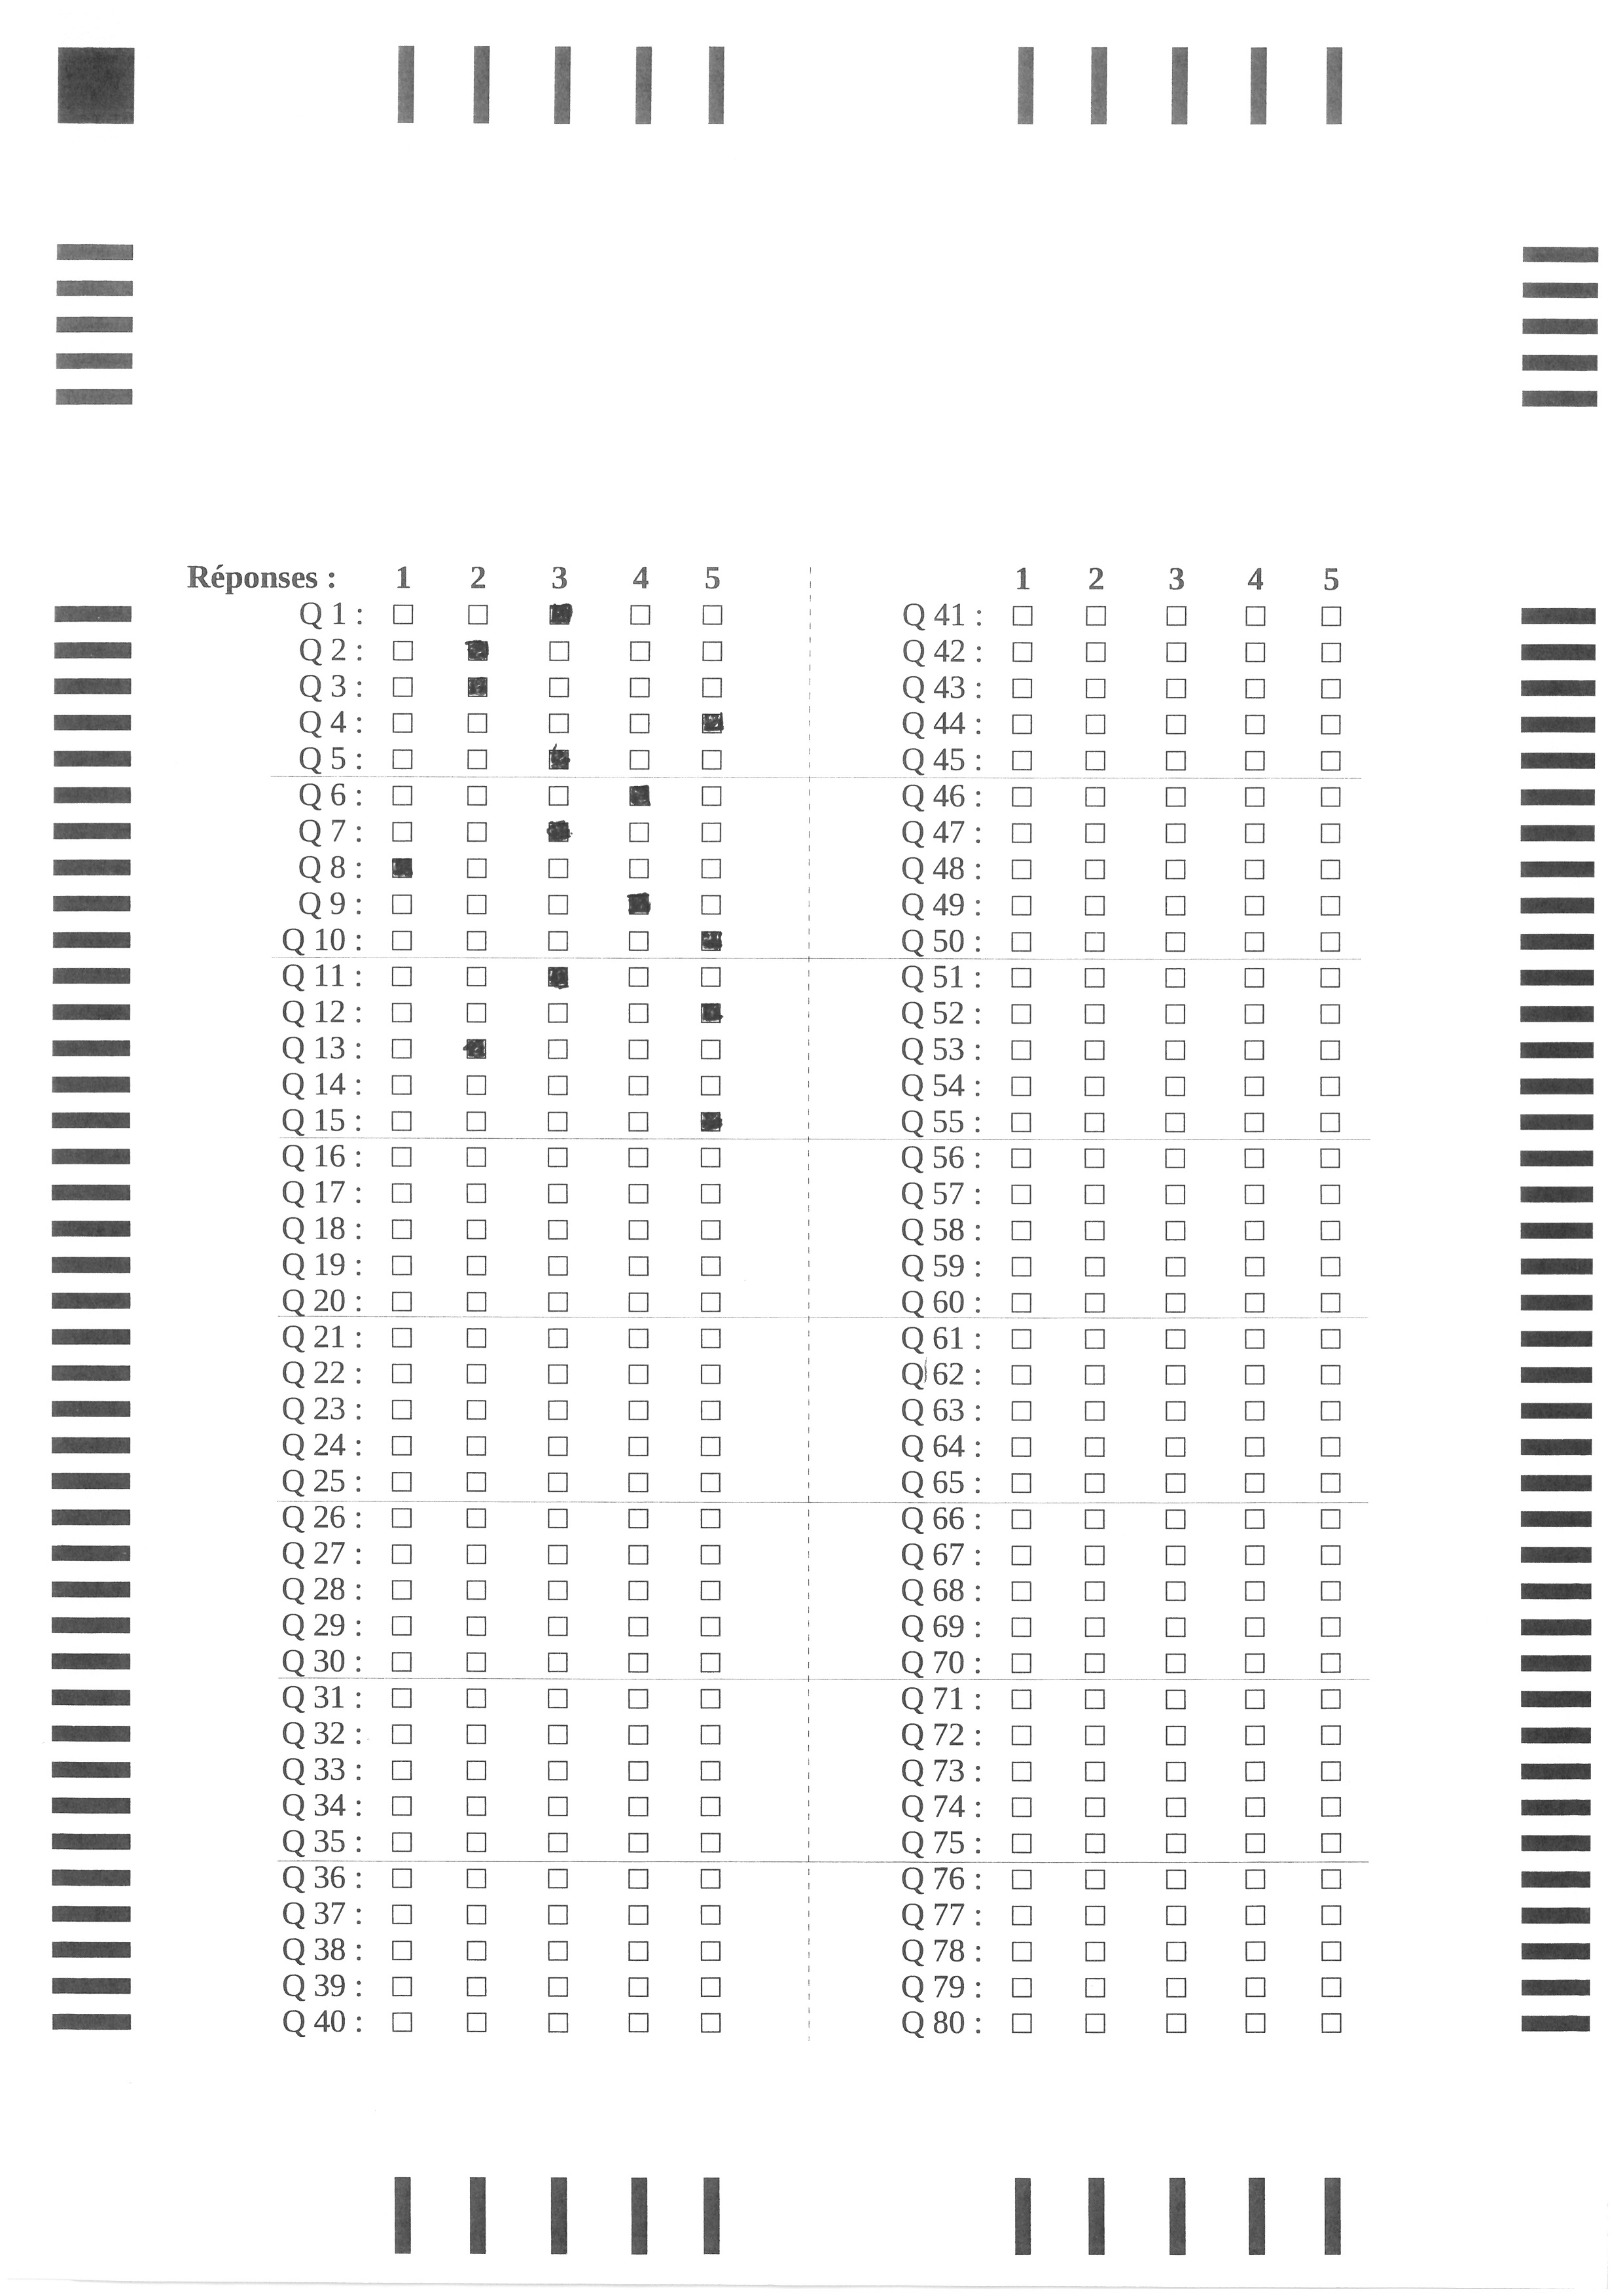 Réponses : 1 2 3 4 5 1 2 3 4 5
Q 1 : Q 41 :
Q 2 : Q 42 :
Q 3 : Q 43 :
Q 4 : Q 44 :
Q 5 : Q 45 :
Q 6 : Q 46 :
Q 7 : Q 47 :
Q 8 : Q 48 :
Q 9 : Q 49 :
Q 10 : Q 50 :
Q 11 : Q 51 :
Q 12 : Q 52 :
Q 13 : Q 53 :
Q 14 : Q 54 :
Q 15 : Q 55 :
Q 16 : Q 56 :
Q 17 : Q 57 :
Q 18 : Q 58 :
Q 19 : Q 59 :
Q 20 : Q 60 :
Q 21 : Q 61 :
Q 22 : Q 62 :
Q 23 : Q 63 :
Q 24 : Q 64 :
Q 25 : Q 65 :
Q 26 : Q 66 :
Q 27 : Q 67 :
Q 28 : Q 68 :
Q 29 : Q 69 :
Q 30 : Q 70 :
Q 31 : Q 71 :
Q 32 : Q 72 :
Q 33 : Q 73 :
Q 34 : Q 74 :
Q 35 : Q 75 :
Q 36 : Q 76 :
Q 37 : Q 77 :
Q 38 : Q 78 :
Q 39 : Q 79 :
Q 40 : Q 80 :